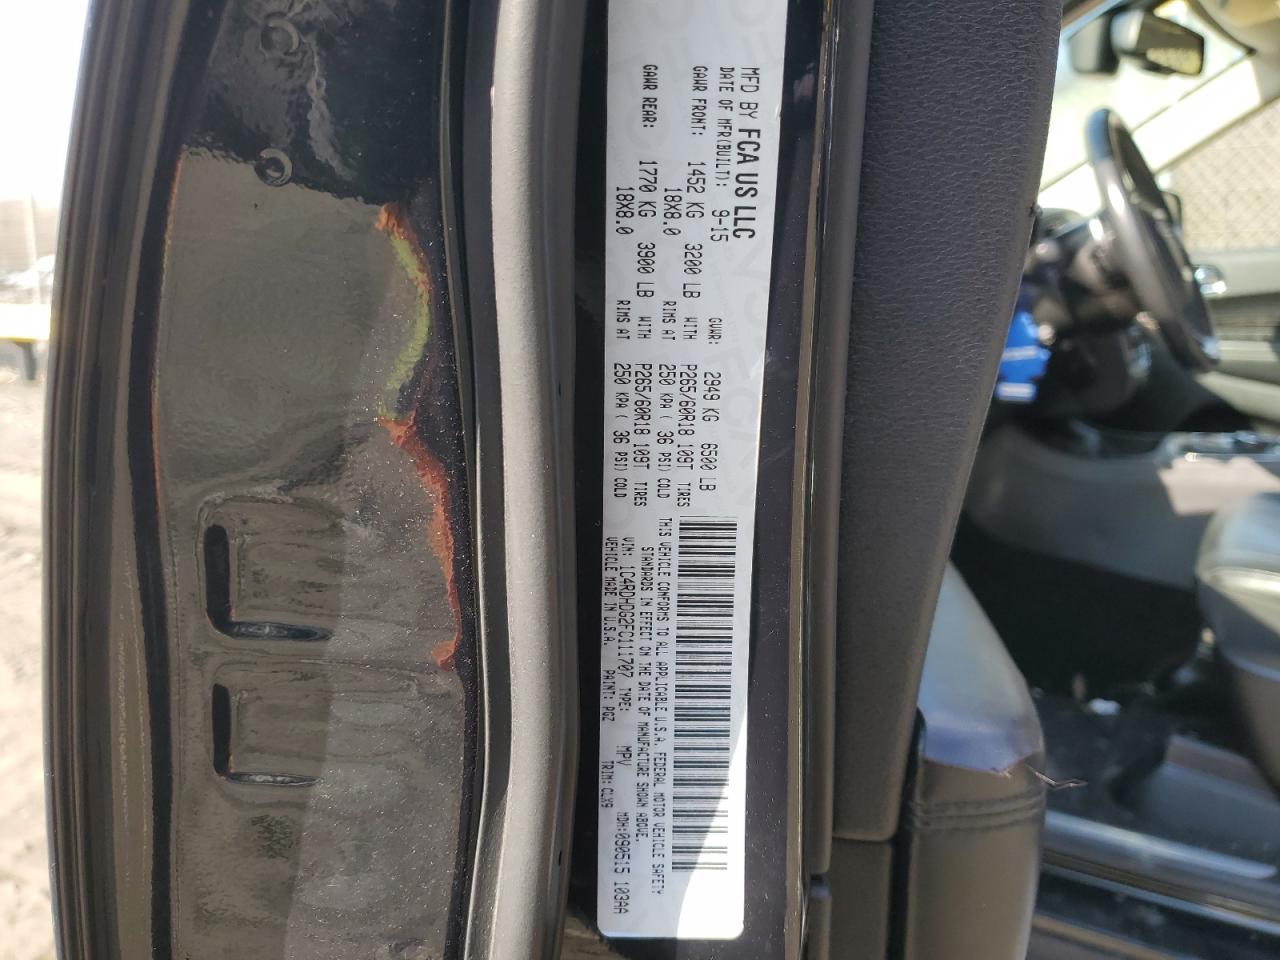 MFD BY FCA US LLC
DATE OF MFR(BUILT): 9-15 GVWR: 2949 KG 6500 LB
GAWR FRONT: 1452 KG 3200 LB WITH P265/60R18 109T TIRES
18X8.0 RIMS AT 250 KPA ( 36 PSI) COLD
GAWR REAR: 1770 KG 3900 LB WITH P265/60R18 109T TIRES
18X8.0 RIMS AT 250 KPA ( 36 PSI) COLD
THIS VEHICLE CONFORMS TO ALL APPLICABLE U.S.A. FEDERAL MOTOR VEHICLE SAFETY
STANDARDS IN EFFECT ON THE DATE OF MANUFACTURE SHOWN ABOVE.
VIN: 1C4RDHDG2FC111707 TYPE: MPV MDH:090515 103AA
VEHICLE MADE IN U.S.A. PAINT: PGZ TRIM: CLX9